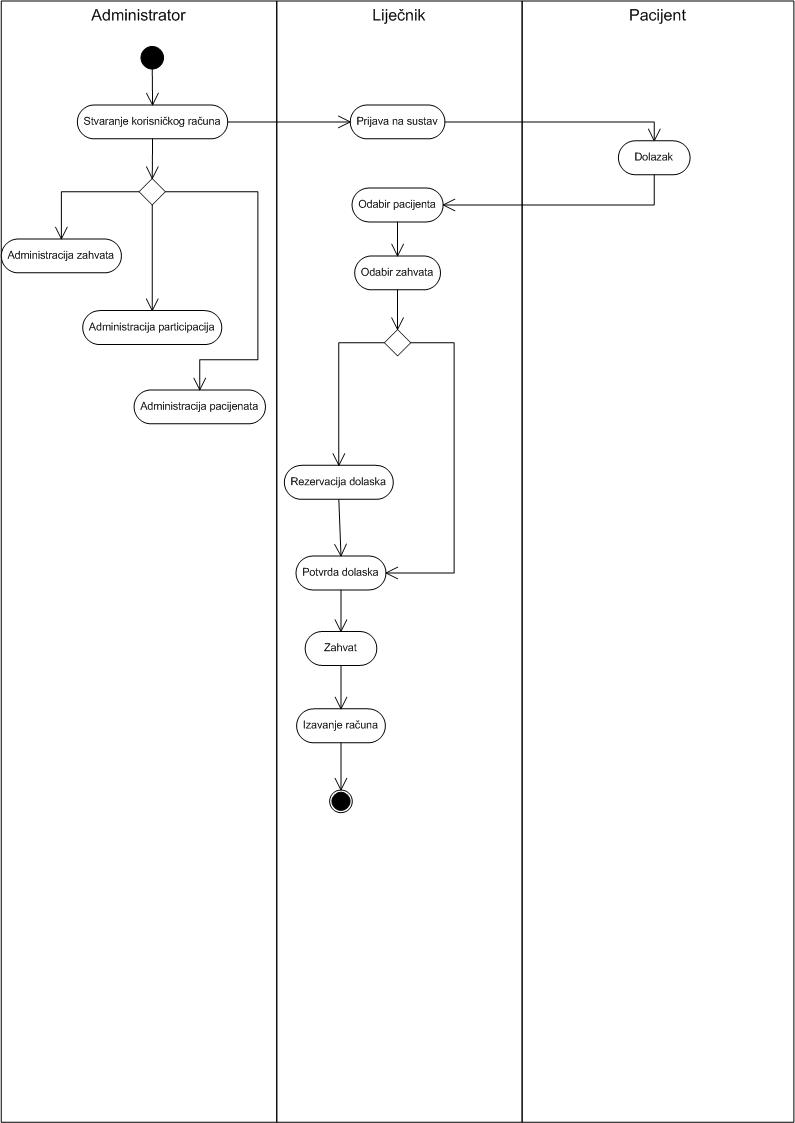 Administrator
Liječnik
Pacijent
Stvaranje korisničkog računa
Prijava na sustav
Dolazak
Odabir pacijenta
Administracija zahvata
Odabir zahvata
Administracija participacija
Administracija pacijenata
Rezervacija dolaska
Potvrda dolaska
Zahvat
Izavanje računa